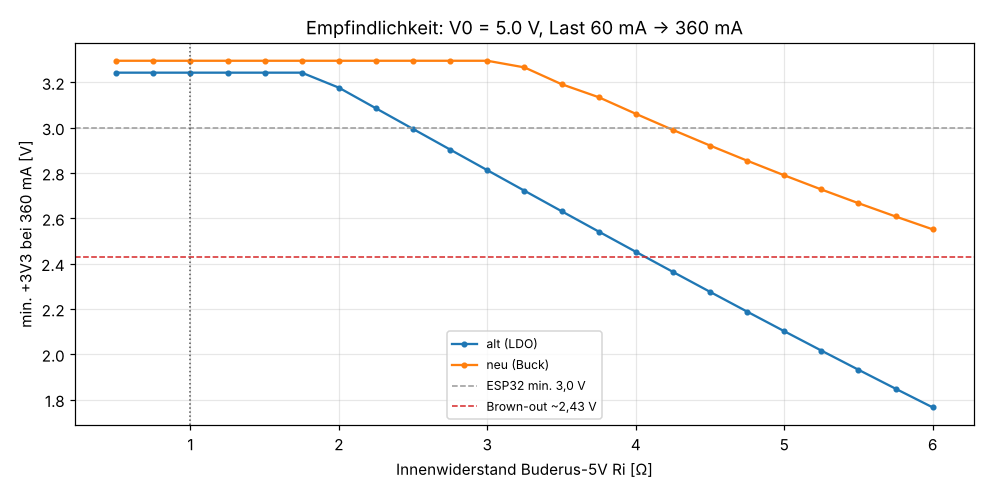 Empfindlichkeit: V0 = 5.0 V, Last 60 mA → 360 mA
min. +3V3 bei 360 mA [V]
3.2
3.0
2.8
2.6
2.4
2.2
2.0
1.8
alt (LDO)
neu (Buck)
ESP32 min. 3,0 V
Brown-out ~2,43 V
1 2 3 4 5 6
Innenwiderstand Buderus-5V Ri [Ω]